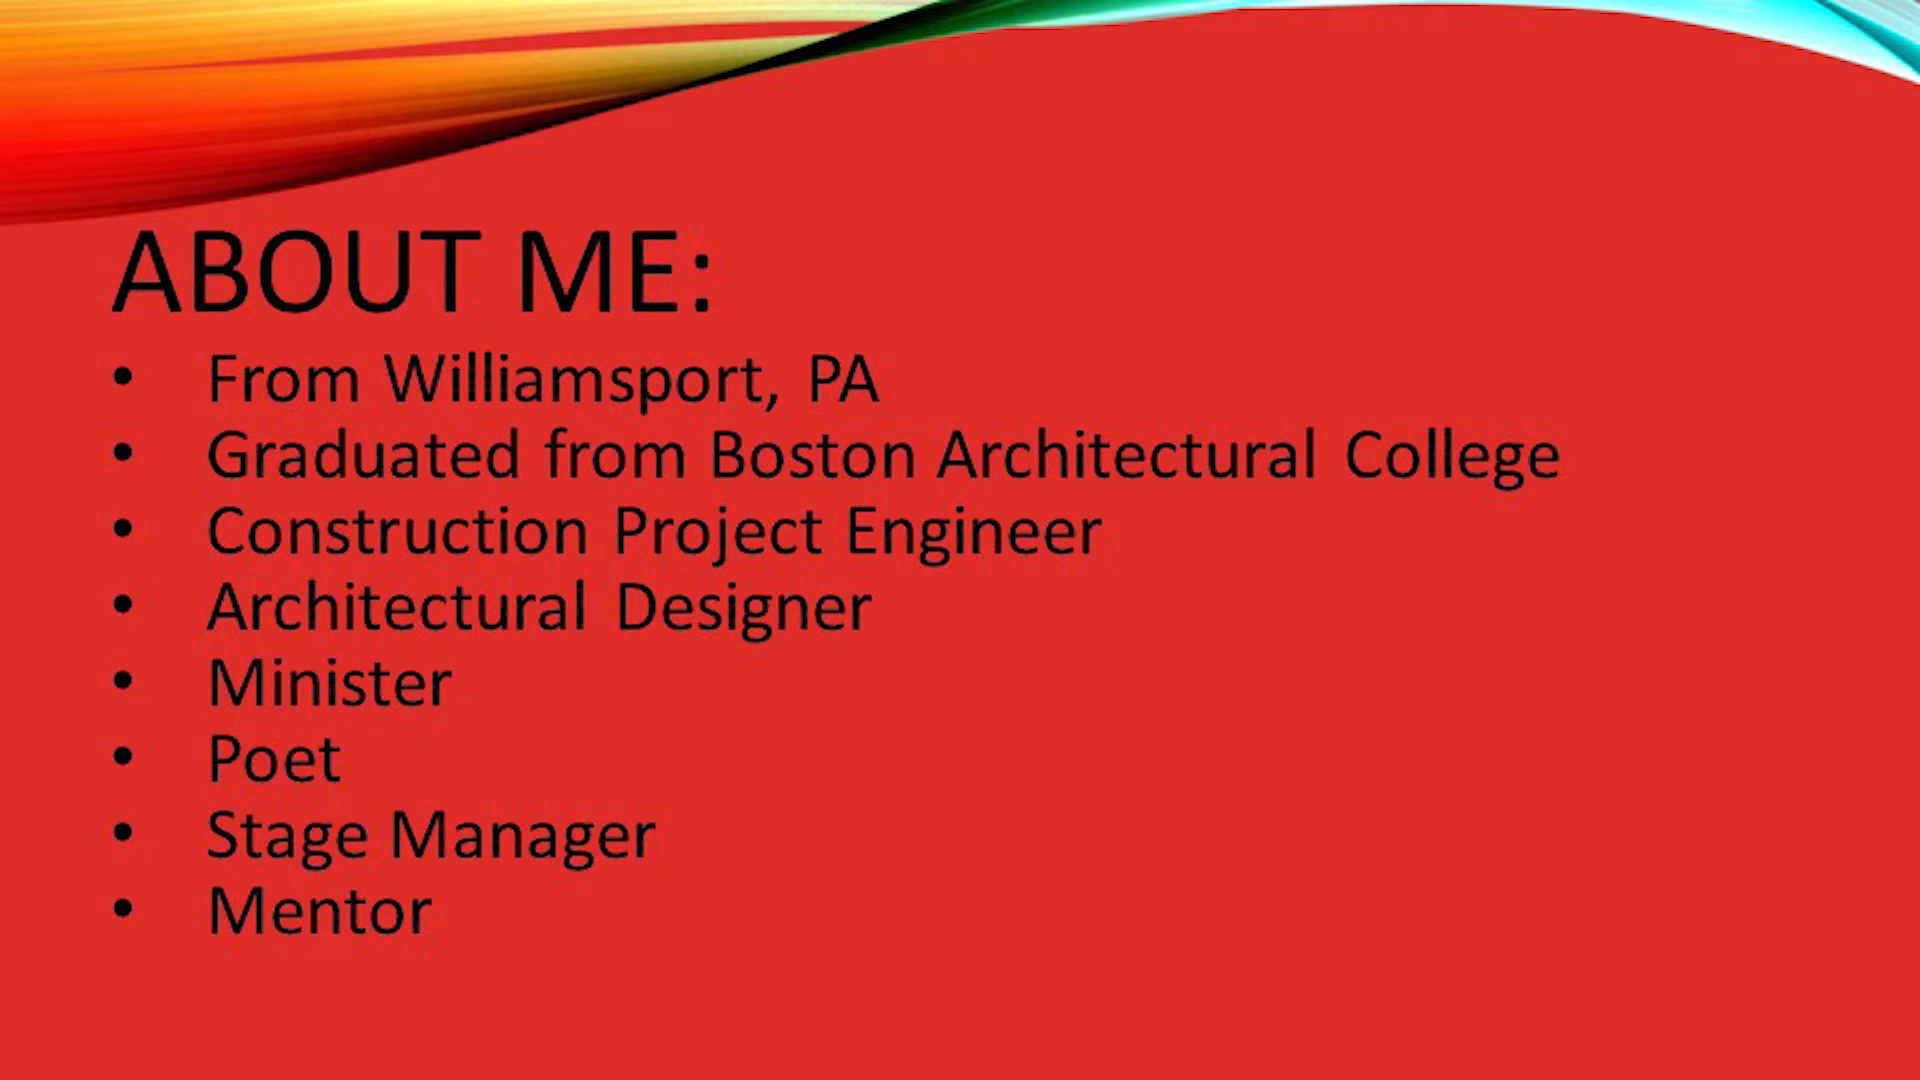 ABOUT ME:
• From Williamsport, PA
• Graduated from Boston Architectural College
• Construction Project Engineer
• Architectural Designer
• Minister
• Poet
• Stage Manager
• Mentor